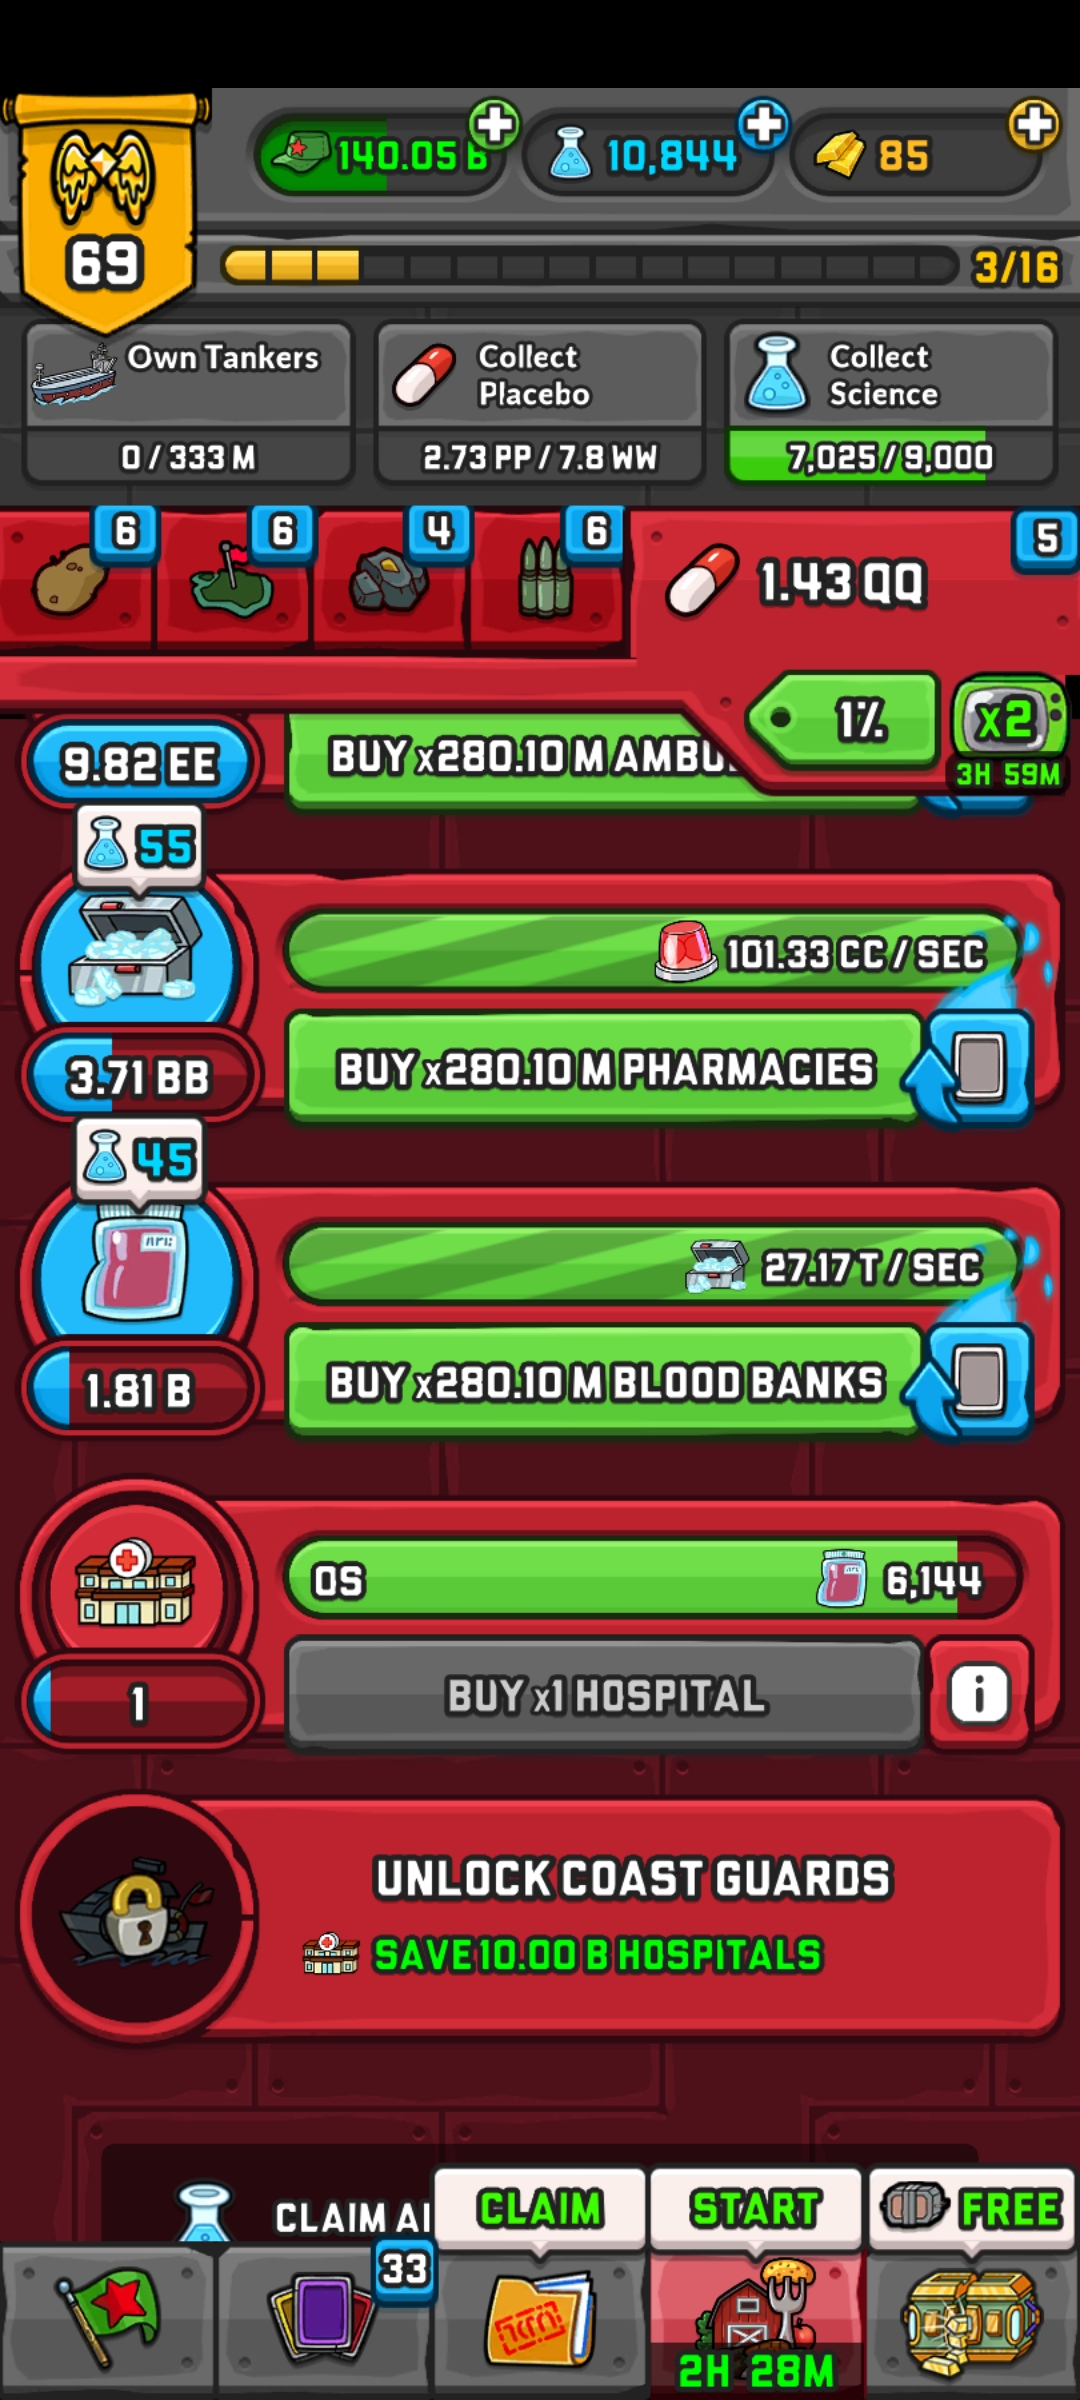 140.05 B
10,844
85
69
3/16
Own Tankers
0 / 333 M
Collect
Placebo
2.73 PP / 7.8 WW
Collect
Science
7,025 / 9,000
6
6
4
6
5
1.43 QQ
1%
x2
3H 59M
9.82 EE
BUY x280.10 M AMBU
55
101.33 CC / SEC
3.71 BB
BUY x280.10 M PHARMACIES
45
27.17 T / SEC
1.81 B
BUY x280.10 M BLOOD BANKS
0S
6,144
1
BUY x1 HOSPITAL
i
UNLOCK COAST GUARDS
SAVE 10.00 B HOSPITALS
CLAIM
START
FREE
CLAIM
33
2H 28M